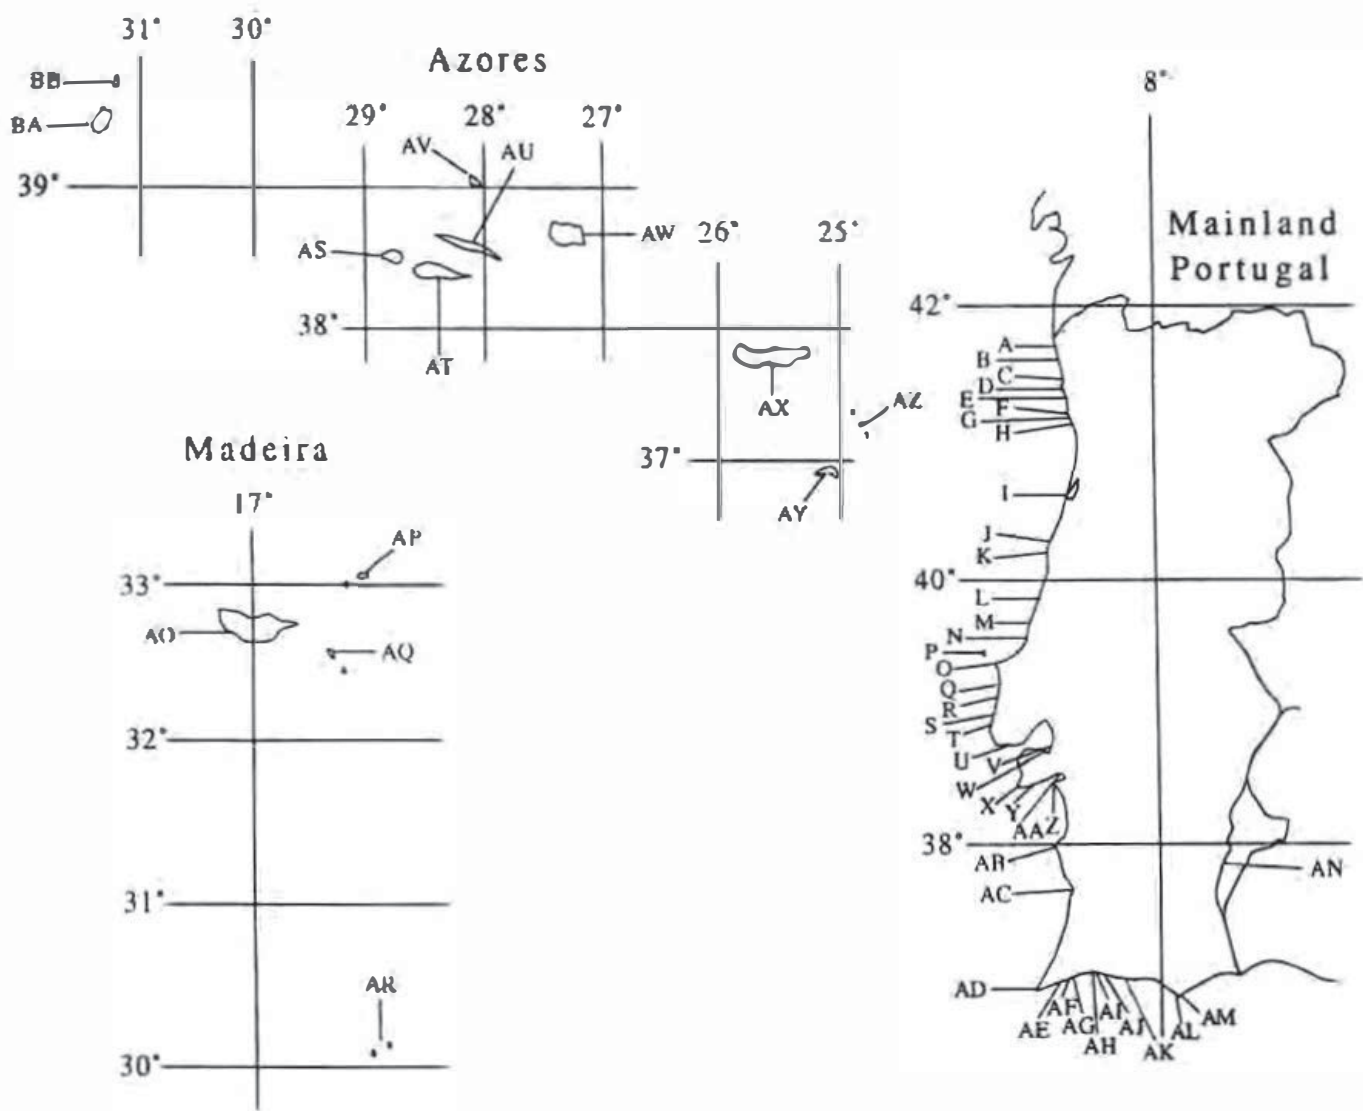 31° 30°
Azores
BB
BA
29° 28° 27°
AV AU
39°
AS
AW
26° 25°
38°
AT
AX
AZ
37°
AY
Madeira
17°
AP
33°
AO
AQ
32°
31°
AR
30°
8°
Mainland
Portugal
42°
A
B
C
D
E
F
G
H
I
J
K
40°
L
M
N
P
O
Q
R
S
T
U
V
W
X
Y
AA Z
38°
AB
AN
AC
AD
AE AF AG AH AI AJ AK AL AM